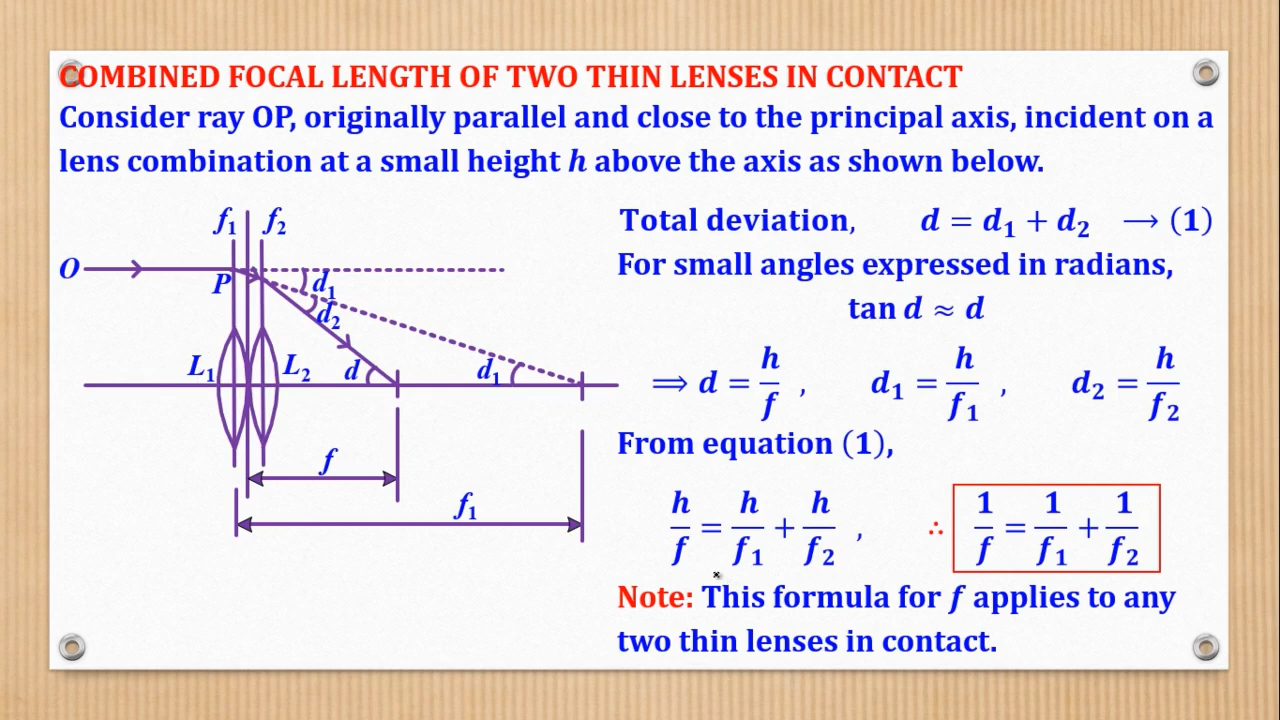 COMBINED FOCAL LENGTH OF TWO THIN LENSES IN CONTACT
Consider ray OP, originally parallel and close to the principal axis, incident on a
lens combination at a small height h above the axis as shown below.
f₁ f₂
O
P
d₁
d₂
L₁ L₂ d d₁
f
f₁
Total deviation, d = d₁ + d₂ → (1)
For small angles expressed in radians,
tan d ≈ d
⟹ d = h/f , d₁ = h/f₁ , d₂ = h/f₂
From equation (1),
h/f = h/f₁ + h/f₂ , ∴ 1/f = 1/f₁ + 1/f₂
Note: This formula for f applies to any
two thin lenses in contact.